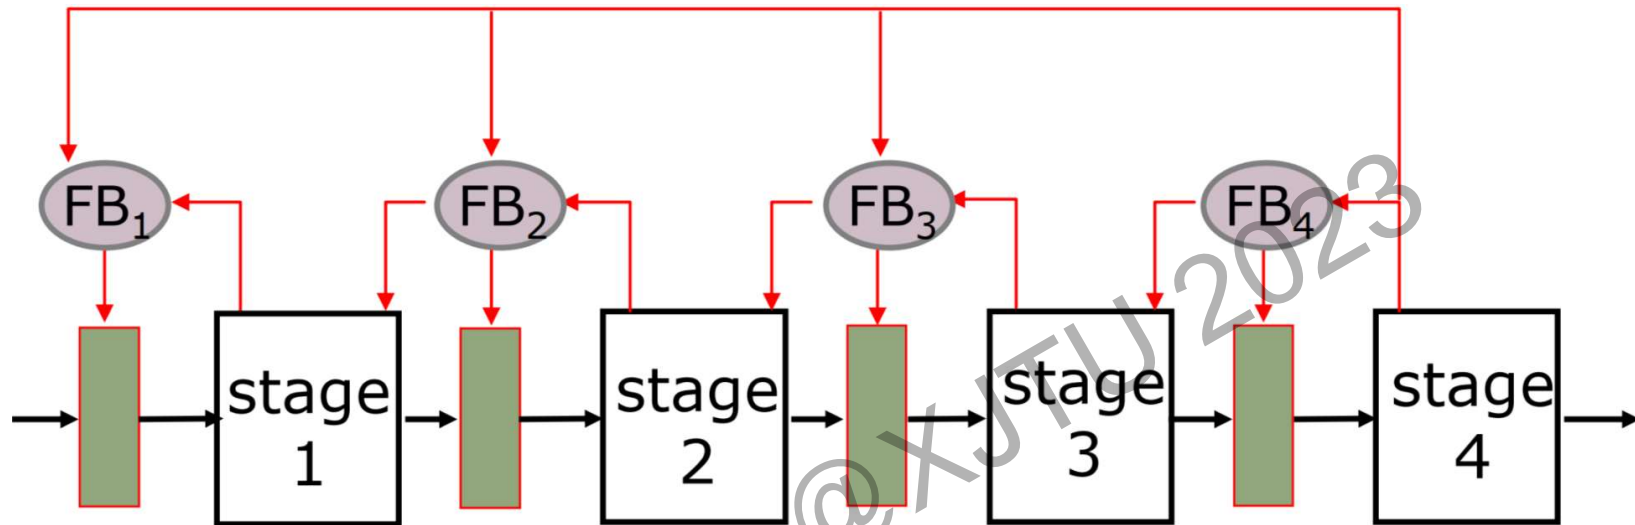 FB₁
FB₂
FB₃
FB₄
stage
1
stage
2
stage
3
stage
4
@XJTU 2023